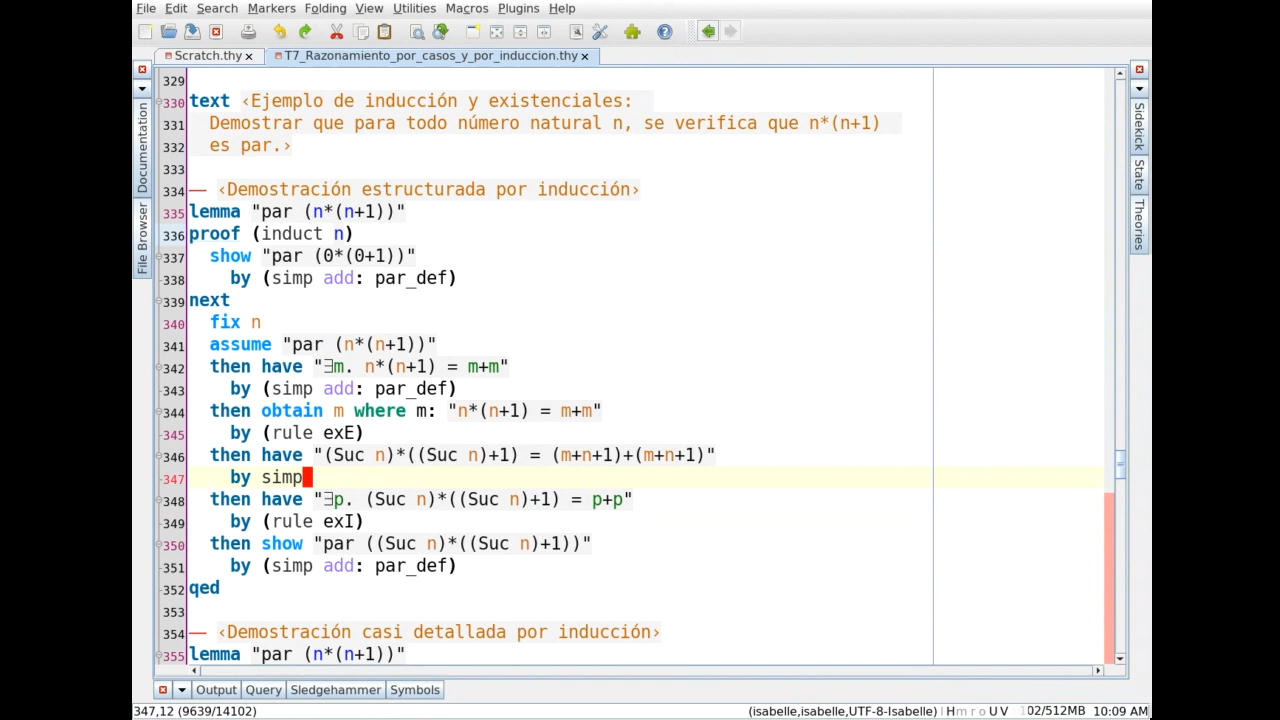 File Edit Search Markers Folding View Utilities Macros Plugins Help
Scratch.thy
T7_Razonamiento_por_casos_y_por_induccion.thy
Documentation
File Browser
Sidekick
State
Theories
329
330 text ‹Ejemplo de inducción y existenciales:
331 Demostrar que para todo número natural n, se verifica que n*(n+1)
332 es par.›
333
334 — ‹Demostración estructurada por inducción›
335 lemma "par (n*(n+1))"
336 proof (induct n)
337 show "par (0*(0+1))"
338 by (simp add: par_def)
339 next
340 fix n
341 assume "par (n*(n+1))"
342 then have "∃m. n*(n+1) = m+m"
343 by (simp add: par_def)
344 then obtain m where m: "n*(n+1) = m+m"
345 by (rule exE)
346 then have "(Suc n)*((Suc n)+1) = (m+n+1)+(m+n+1)"
347 by simp
348 then have "∃p. (Suc n)*((Suc n)+1) = p+p"
349 by (rule exI)
350 then show "par ((Suc n)*((Suc n)+1))"
351 by (simp add: par_def)
352 qed
353
354 — ‹Demostración casi detallada por inducción›
355 lemma "par (n*(n+1))"
Output Query Sledgehammer Symbols
347,12 (9639/14102)
(isabelle,isabelle,UTF-8-Isabelle) | H m r o U V 102/512MB 10:09 AM